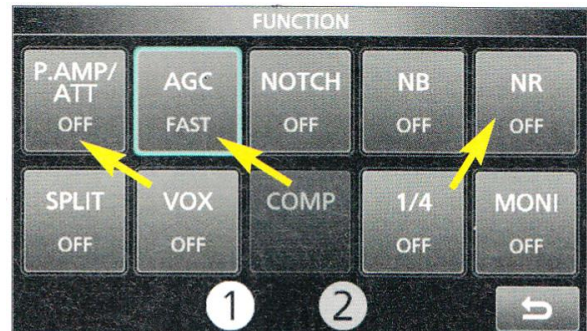 FUNCTION
P.AMP/
ATT
OFF
AGC
FAST
NOTCH
OFF
NB
OFF
NR
OFF
SPLIT
OFF
VOX
OFF
COMP
1/4
OFF
MONI
OFF
1
2